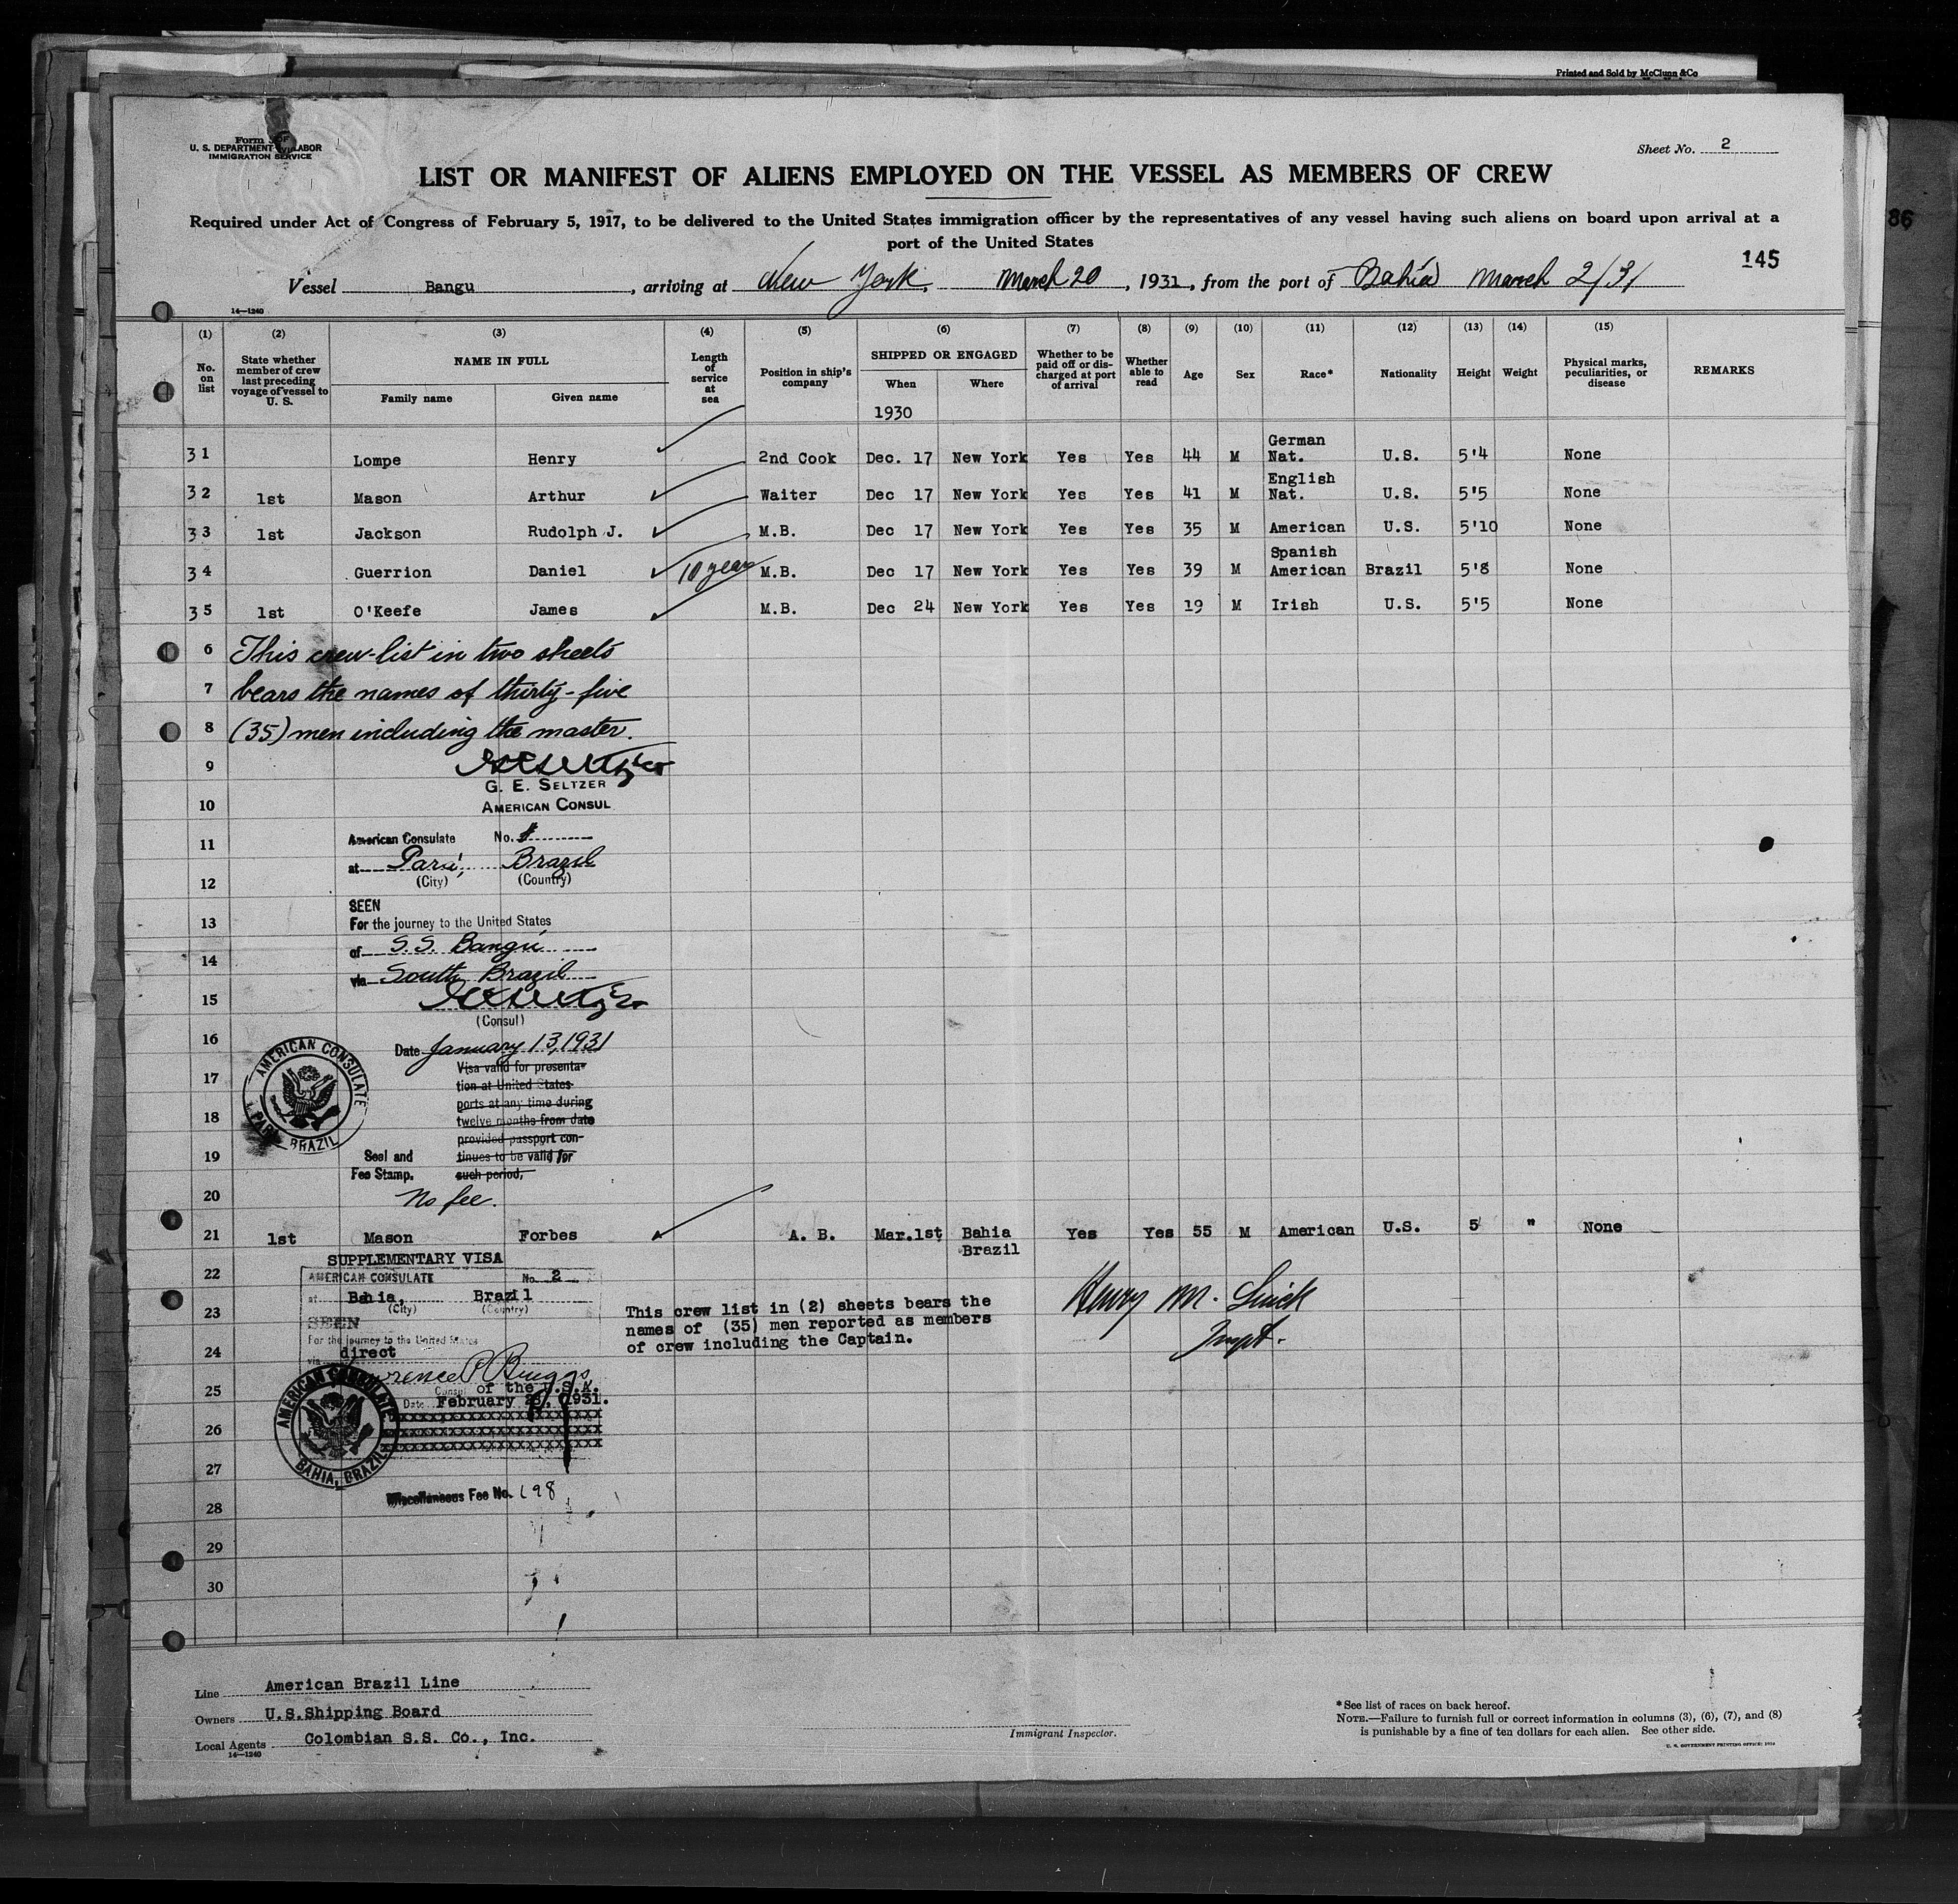 Printed and Sold by McClunn & Co
Form
U. S. DEPARTMENT OF LABOR
IMMIGRATION SERVICE
Sheet No. 2
LIST OR MANIFEST OF ALIENS EMPLOYED ON THE VESSEL AS MEMBERS OF CREW
Required under Act of Congress of February 5, 1917, to be delivered to the United States immigration officer by the representatives of any vessel having such aliens on board upon arrival at a
port of the United States
86
145
Vessel Bangu, arriving at New York, March 20, 1931, from the port of Bahia March 2/31
14—1240
(1) (2) (3) (4) (5) (6) (7) (8) (9) (10) (11) (12) (13) (14) (15)
No. on list
State whether member of crew last preceding voyage of vessel to U. S.
NAME IN FULL
Family name
Given name
Length of service at sea
Position in ship's company
SHIPPED OR ENGAGED
When
Where
Whether to be paid off or discharged at port of arrival
Whether able to read
Age
Sex
Race*
Nationality
Height
Weight
Physical marks, peculiarities, or disease
REMARKS
1930
31 Lompe Henry 2nd Cook Dec. 17 New York Yes Yes 44 M German Nat. U.S. 5'4 None
32 1st Mason Arthur Waiter Dec 17 New York Yes Yes 41 M English Nat. U.S. 5'5 None
33 1st Jackson Rudolph J. M.B. Dec 17 New York Yes Yes 35 M American U.S. 5'10 None
34 Guerrion Daniel 10 years M.B. Dec 17 New York Yes Yes 39 M Spanish American Brazil 5'8 None
35 1st O'Keefe James M.B. Dec 24 New York Yes Yes 19 M Irish U.S. 5'5 None
6 This crew-list in two sheets
7 bears the names of thirty-five
8 (35) men including the master.
9
G. E. SELTZER
10 AMERICAN CONSUL
11 American Consulate No.
at Pará, Brazil
12 (City) (Country)
SEEN
13 For the journey to the United States
of S.S. Bangu
14
via South Brazil
15
(Consul)
16 Date January 13, 1931
AMERICAN CONSULATE
PARA, BRAZIL
Visa valid for presenta-
17 tion at United States
ports at any time during
18 twelve months from date
provided passport con-
19 Seal and tinues to be valid for
Fee Stamp. such period.
20 No fee.
21 1st Mason Forbes A. B. Mar.1st Bahia Brazil Yes Yes 55 M American U.S. 5 " None
SUPPLEMENTARY VISA
22 AMERICAN CONSULATE No. 2
at Bahia, Brazil
23 (City) (Country)
SEEN
This crew list in (2) sheets bears the
names of (35) men reported as members
of crew including the Captain.
Henry M.
Inspt.
For the journey to the United States
24 direct
via
Briggs
25 Consul of the U.S.A.
Date February 1931.
26
AMERICAN CONSULATE
BAHIA, BRAZIL
27
Miscellaneous Fee No. 198
28
29
30
Line American Brazil Line
Owners U.S.Shipping Board
Local Agents Colombian S.S. Co., Inc.
14—1240
Immigrant Inspector.
*See list of races on back hereof.
NOTE.—Failure to furnish full or correct information in columns (3), (6), (7), and (8)
is punishable by a fine of ten dollars for each alien. See other side.
U. S. GOVERNMENT PRINTING OFFICE: